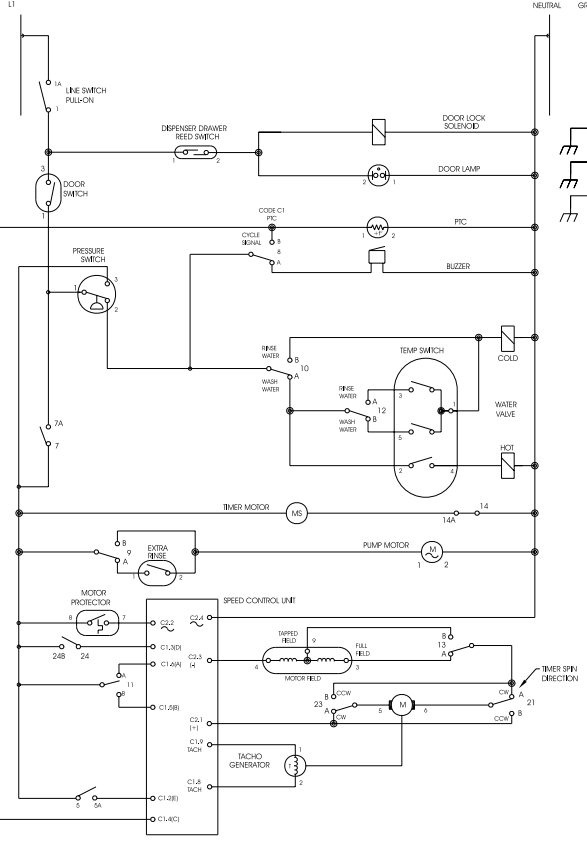 L1
NEUTRAL GR
1A
LINE SWITCH
PULL-ON
1
DISPENSER DRAWER
REED SWITCH
1 2
DOOR LOCK
SOLENOID
DOOR LAMP
2 1
3
DOOR
SWITCH
1
CODE C1
PTC
CYCLE
SIGNAL
B
8
A
PTC
1 +T° 2
BUZZER
PRESSURE
SWITCH
3
1
2
RINSE
WATER
B
10
A
WASH
WATER
TEMP SWITCH
COLD
RINSE
WATER
A
12
B
WASH
WATER
3
1
5
2 4
WATER
VALVE
HOT
7A
7
TIMER MOTOR
MS
14A 14
B
9
A
EXTRA
RINSE
1 2
PUMP MOTOR
M
1 2
MOTOR
PROTECTOR
8 7
SPEED CONTROL UNIT
C2.2
C2.4
24B 24
C1.3(D)
C1.6(A)
A
11
B
C1.5(B)
C2.3
(-)
TAPPED
FIELD
9
FULL
FIELD
4 3
MOTOR FIELD
B
13
A
TIMER SPIN
DIRECTION
B CCW
23
A
CW
5 M 6
CW A
21
CCW B
C2.1
(+)
C1.9
TACH
TACHO
GENERATOR
1
T
2
C1.8
TACH
5 5A
C1.2(E)
C1.4(C)